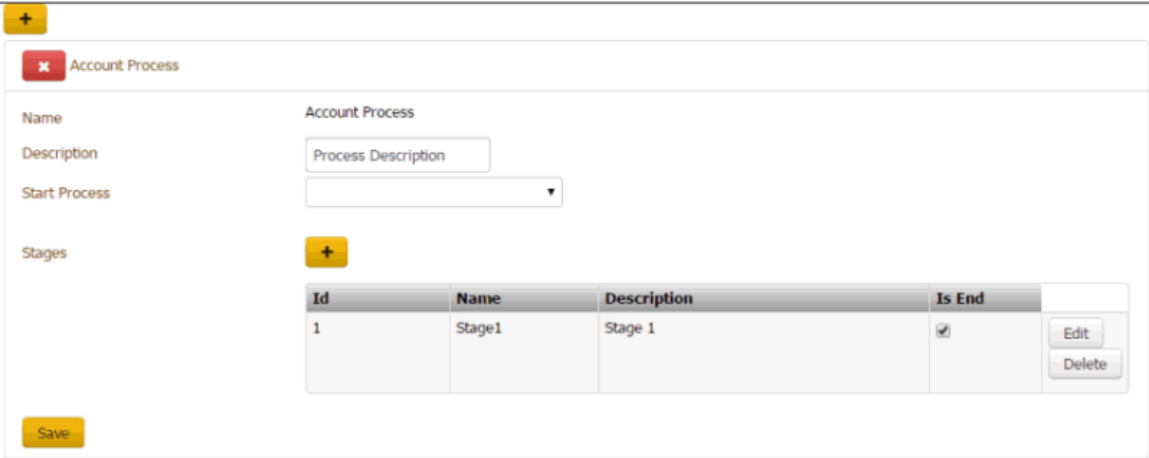 +
Account Process
Name Account Process
Description Process Description
Start Process
Stages +
Id Name Description Is End
1 Stage1 Stage 1 Edit
Delete
Save